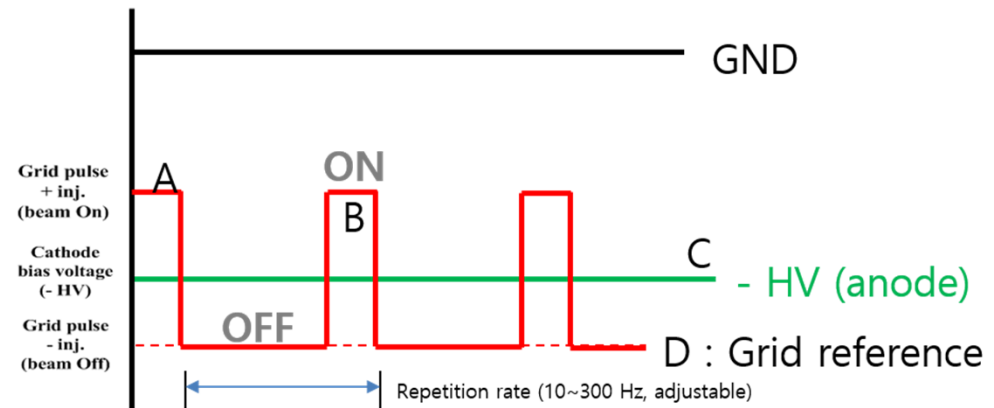 GND
Grid pulse
+ inj.
(beam On)
A
ON
B
Cathode
bias voltage
(- HV)
C
- HV (anode)
Grid pulse
- inj.
(beam Off)
OFF
D : Grid reference
Repetition rate (10~300 Hz, adjustable)